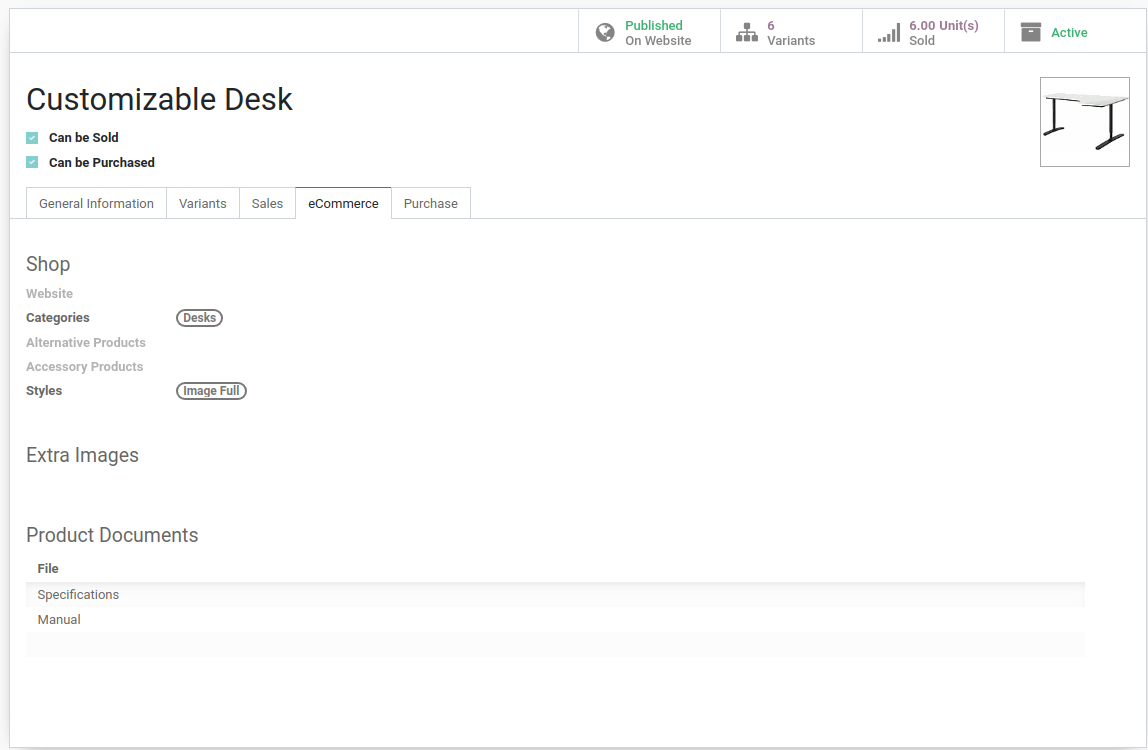 Published
On Website
6
Variants
6.00 Unit(s)
Sold
Active
Customizable Desk
Can be Sold
Can be Purchased
General Information
Variants
Sales
eCommerce
Purchase
Shop
Website
Categories
Desks
Alternative Products
Accessory Products
Styles
Image Full
Extra Images
Product Documents
File
Specifications
Manual